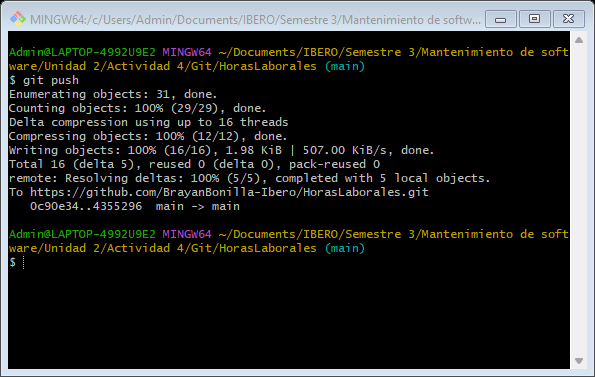 MINGW64:/c/Users/Admin/Documents/IBERO/Semestre 3/Mantenimiento de softw...
Admin@LAPTOP-4992U9E2 MINGW64 ~/Documents/IBERO/Semestre 3/Mantenimiento de soft
ware/Unidad 2/Actividad 4/Git/HorasLaborales (main)
$ git push
Enumerating objects: 31, done.
Counting objects: 100% (29/29), done.
Delta compression using up to 16 threads
Compressing objects: 100% (12/12), done.
Writing objects: 100% (16/16), 1.98 KiB | 507.00 KiB/s, done.
Total 16 (delta 5), reused 0 (delta 0), pack-reused 0
remote: Resolving deltas: 100% (5/5), completed with 5 local objects.
To https://github.com/BrayanBonilla-Ibero/HorasLaborales.git
   0c90e34..4355296  main -> main
Admin@LAPTOP-4992U9E2 MINGW64 ~/Documents/IBERO/Semestre 3/Mantenimiento de soft
ware/Unidad 2/Actividad 4/Git/HorasLaborales (main)
$